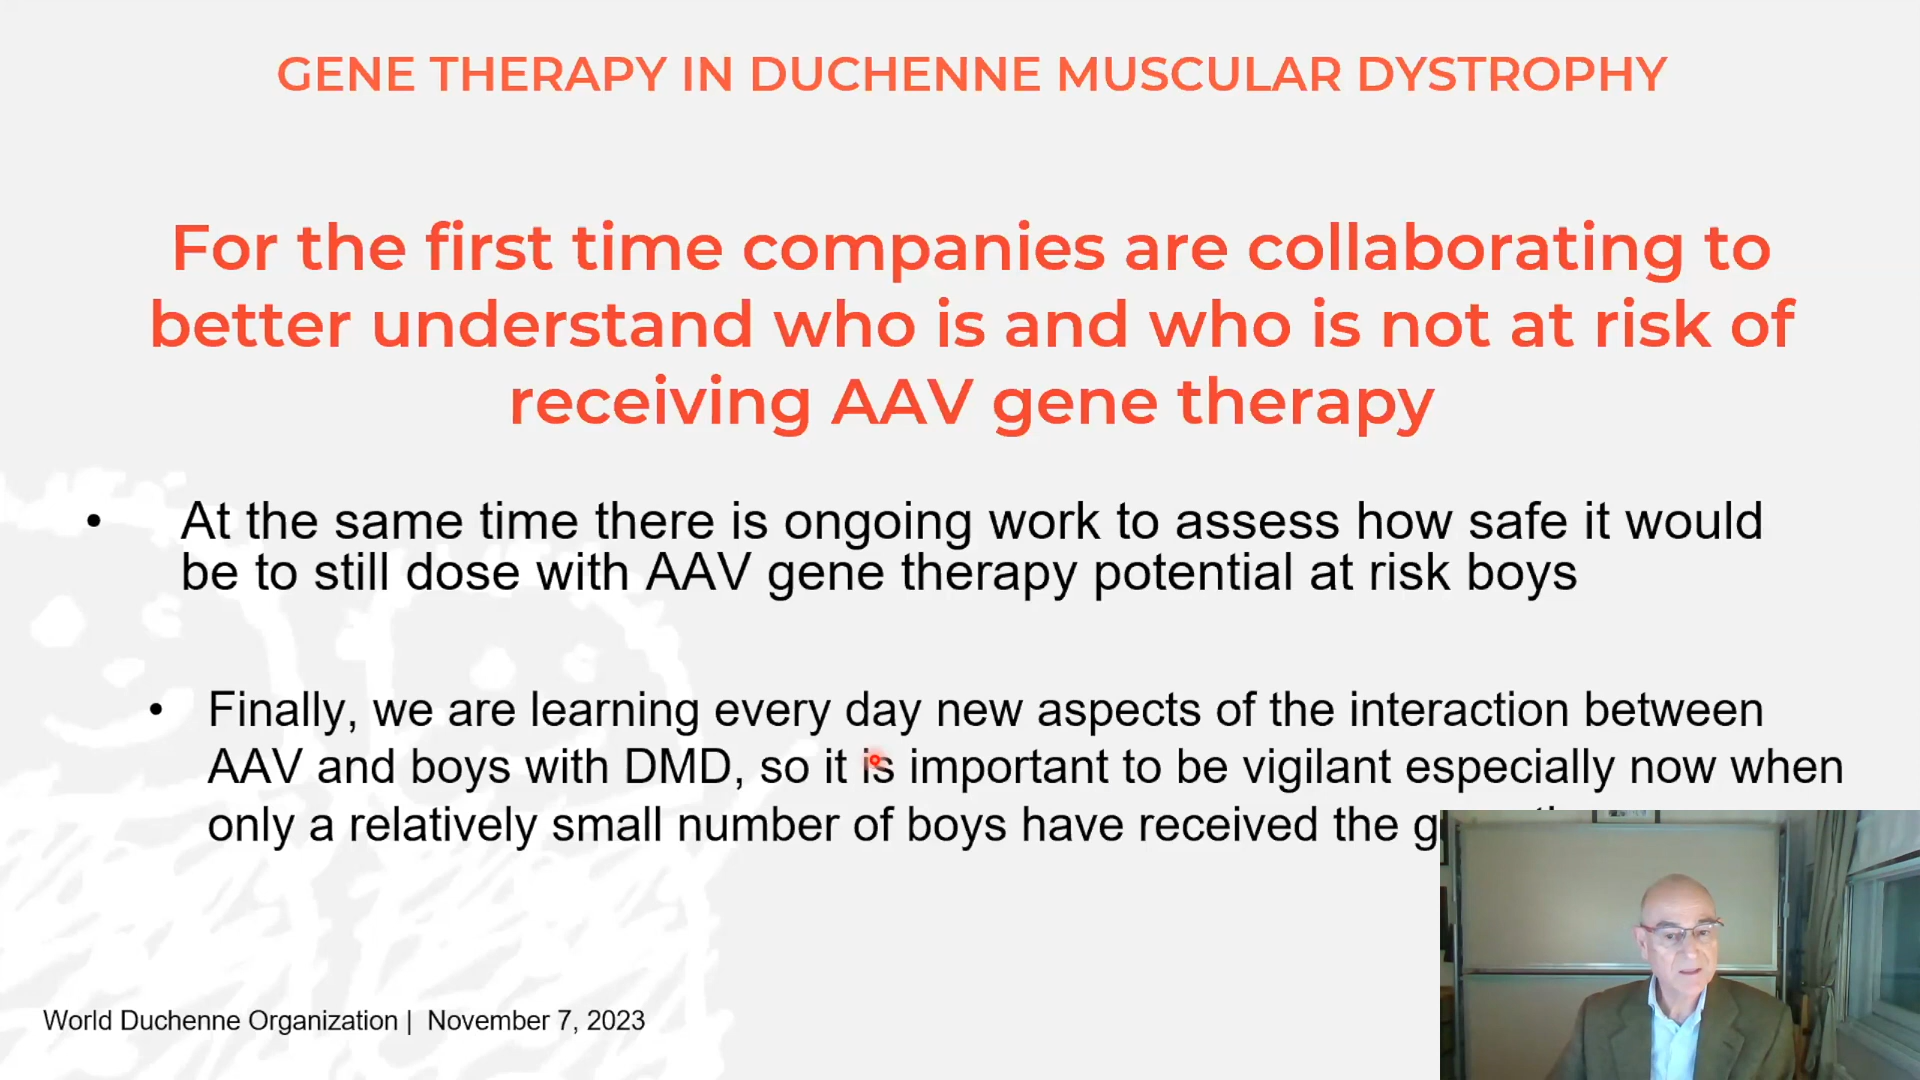 GENE THERAPY IN DUCHENNE MUSCULAR DYSTROPHY
For the first time companies are collaborating to
better understand who is and who is not at risk of
receiving AAV gene therapy
• At the same time there is ongoing work to assess how safe it would
be to still dose with AAV gene therapy potential at risk boys
• Finally, we are learning every day new aspects of the interaction between
AAV and boys with DMD, so it is important to be vigilant especially now when
only a relatively small number of boys have received the
World Duchenne Organization | November 7, 2023